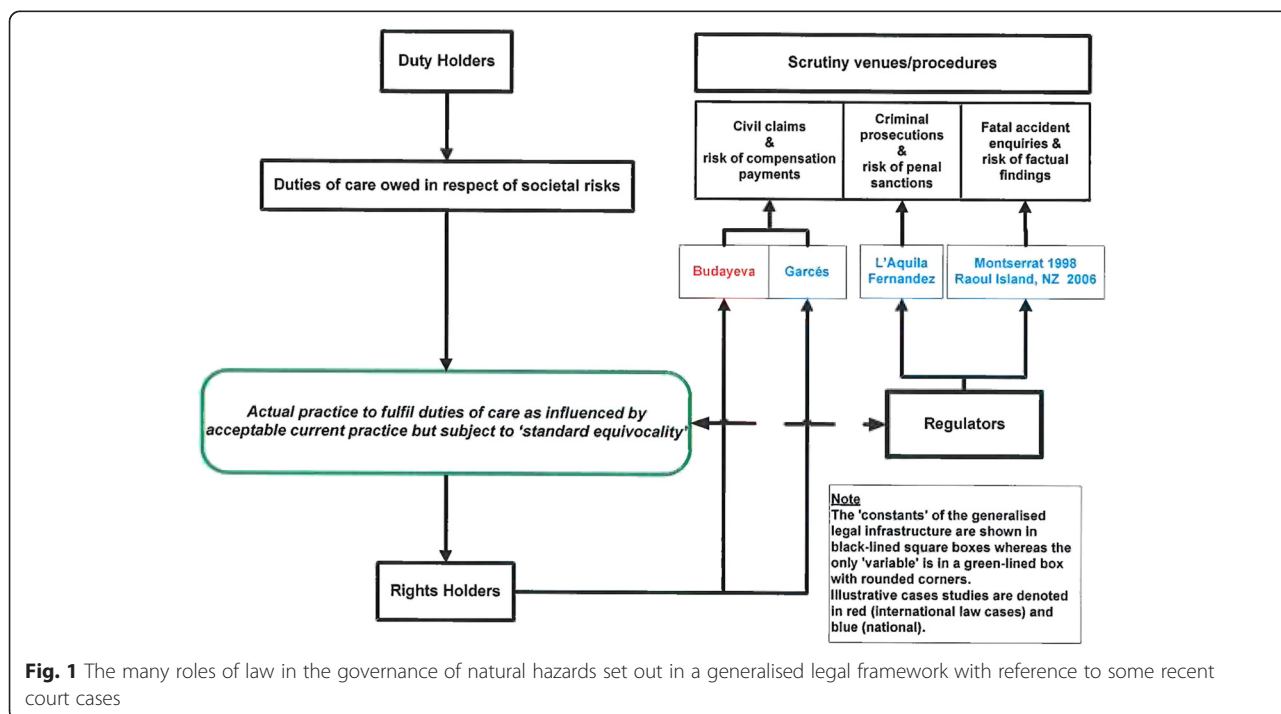 Duty Holders
Scrutiny venues/procedures
Civil claims
&
risk of compensation
payments
Criminal
prosecutions
&
risk of penal
sanctions
Fatal accident
enquiries &
risk of factual
findings
Duties of care owed in respect of societal risks
Budayeva
Garcés
L'Aquila
Fernandez
Montserrat 1998
Raoul Island, NZ 2006
Actual practice to fulfil duties of care as influenced by
acceptable current practice but subject to 'standard equivocality'
Regulators
Rights Holders
Note
The 'constants' of the generalised
legal infrastructure are shown in
black-lined square boxes whereas the
only 'variable' is in a green-lined box
with rounded corners.
Illustrative cases studies are denoted
in red (international law cases) and
blue (national).
Fig. 1 The many roles of law in the governance of natural hazards set out in a generalised legal framework with reference to some recent
court cases